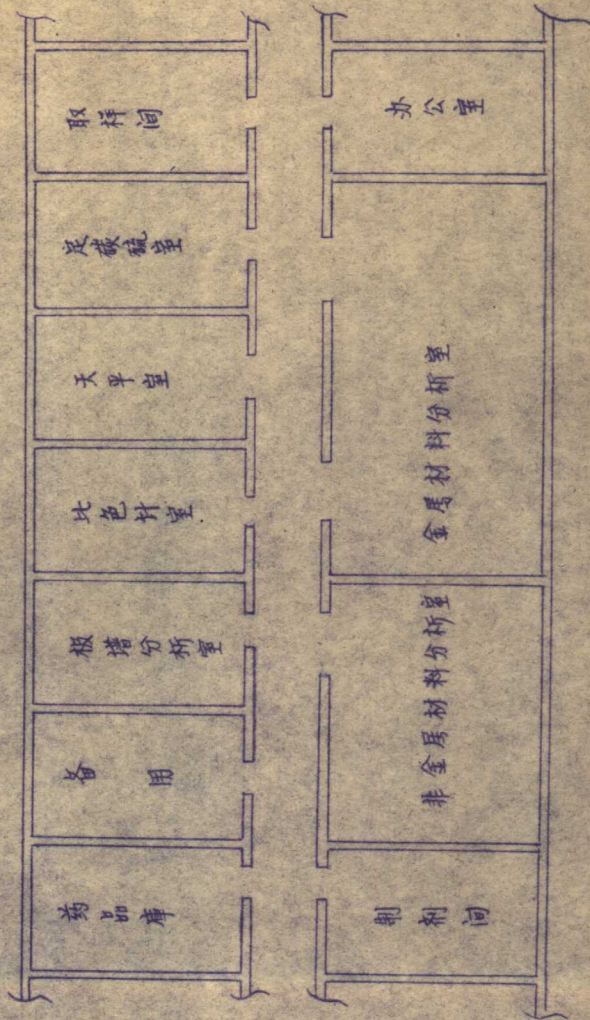 取样间
定碳硫室
天平室
比色计室
极谱分析室
备用
药品库
办公室
金属材料分析室
非金属材料分析室
制剂间